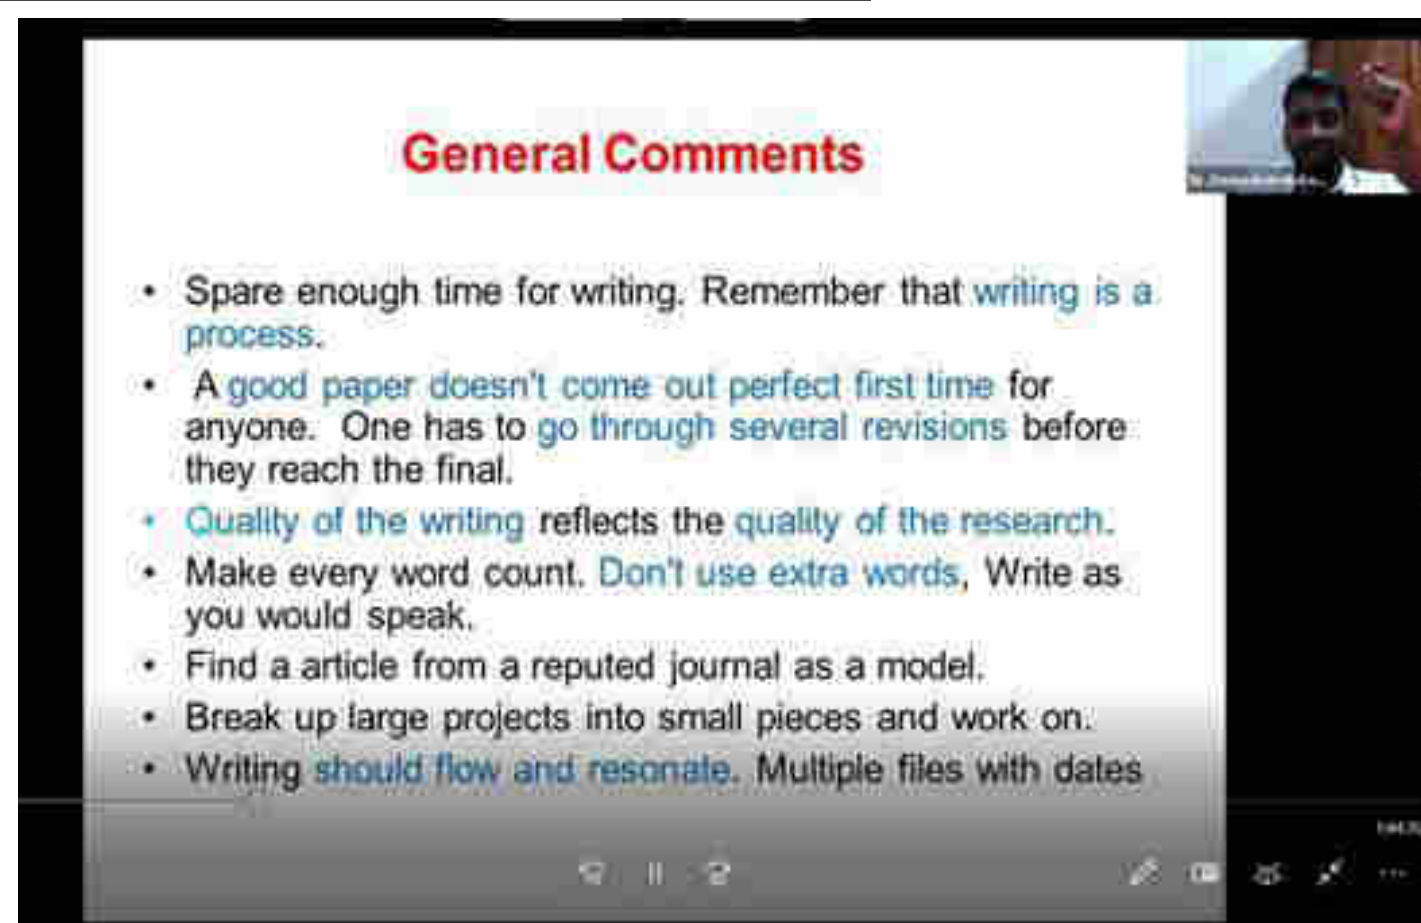 General Comments
• Spare enough time for writing. Remember that writing is a
process.
• A good paper doesn't come out perfect first time for
anyone. One has to go through several revisions before
they reach the final.
• Quality of the writing reflects the quality of the research.
• Make every word count. Don't use extra words, Write as
you would speak.
• Find a article from a reputed journal as a model.
• Break up large projects into small pieces and work on.
• Writing should flow and resonate. Multiple files with dates